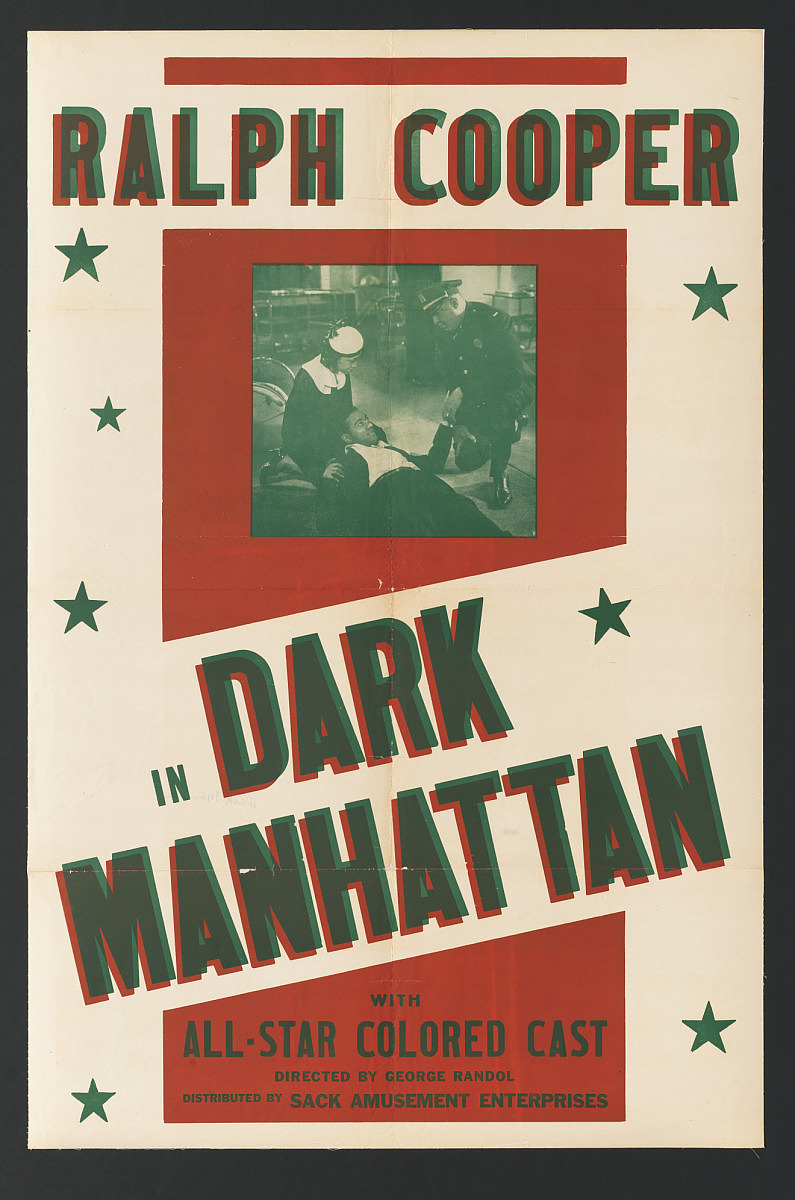 RALPH COOPER
IN DARK
MANHATTAN
WITH
ALL-STAR COLORED CAST
DIRECTED BY GEORGE RANDOL
DISTRIBUTED BY SACK AMUSEMENT ENTERPRISES